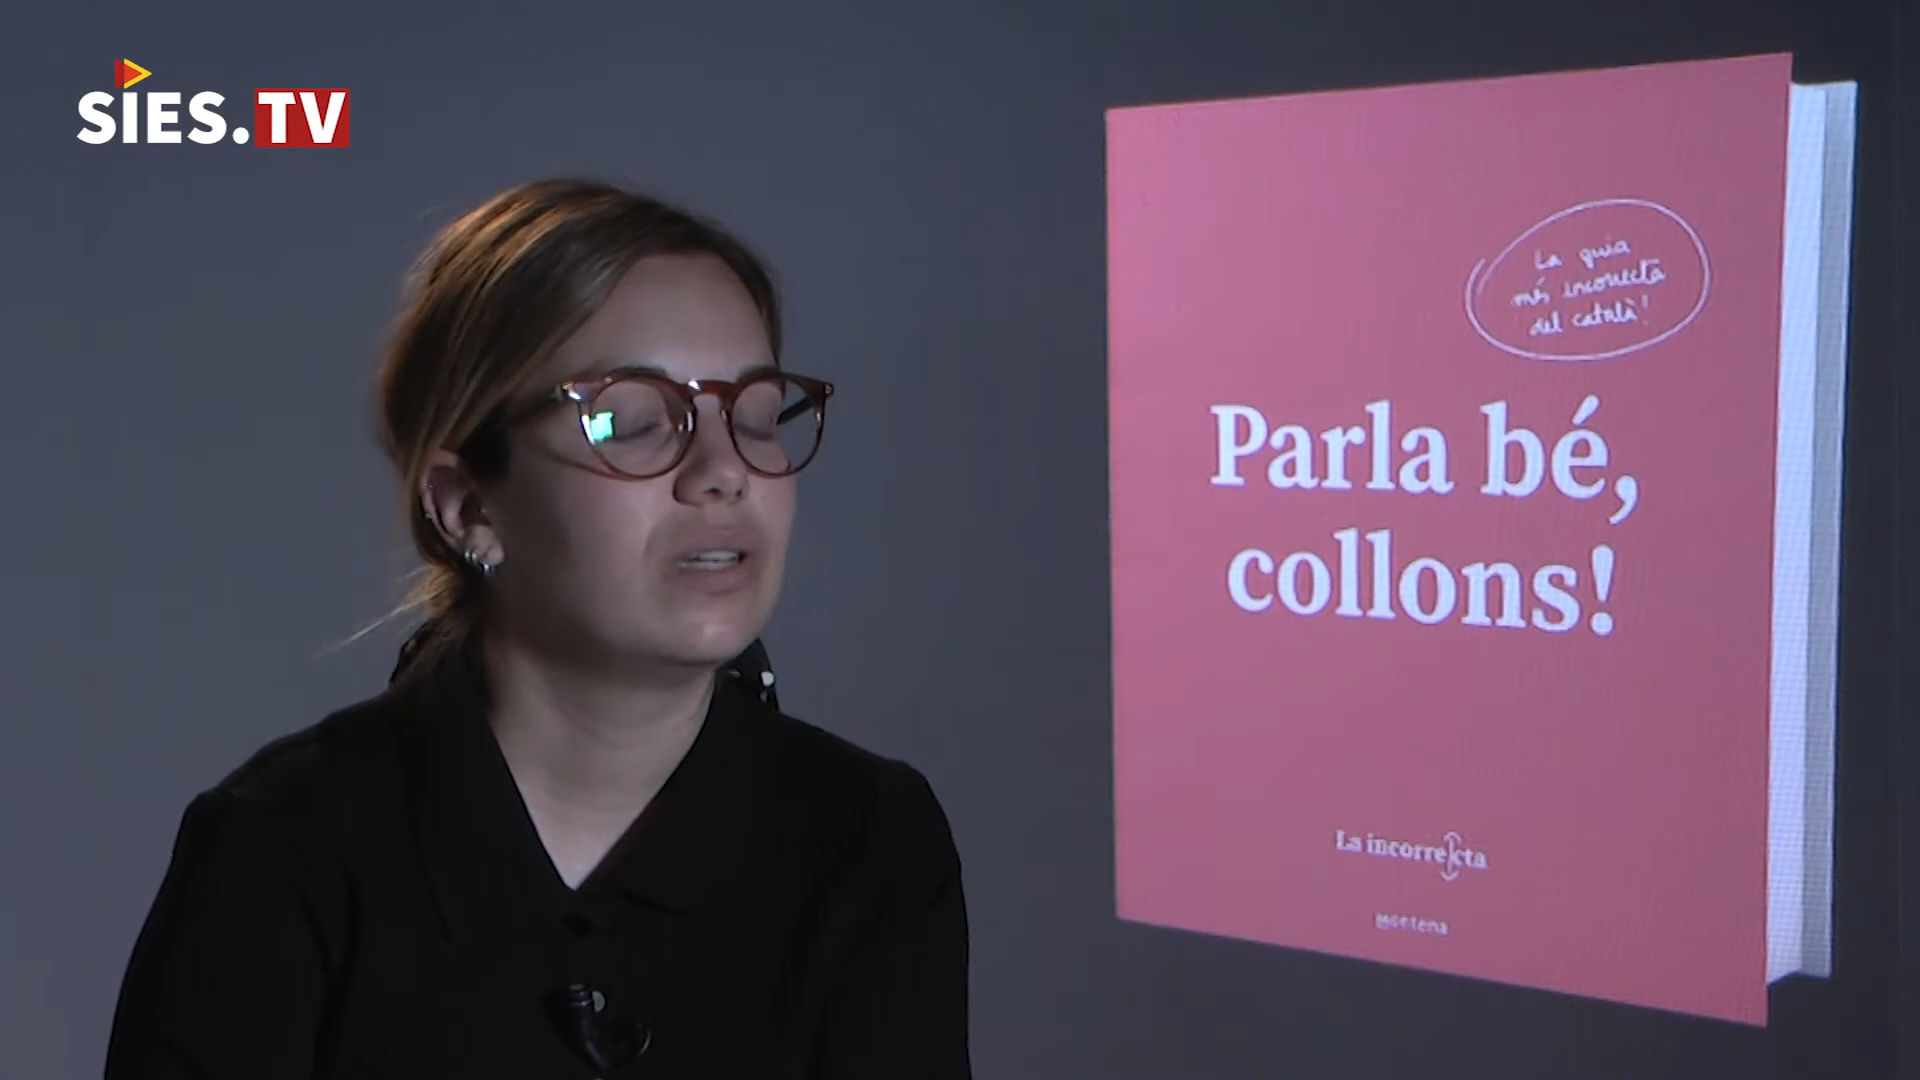 SIES.TV
La guia
més incorrecta
del català!
Parla bé,
collons!
La incorrecta
Montena